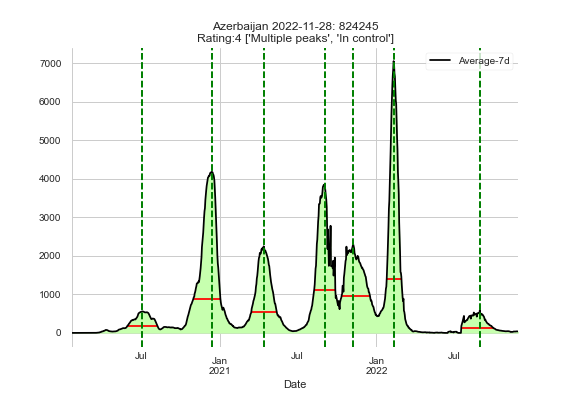 Azerbaijan 2022-11-28: 824245
Rating:4 ['Multiple peaks', 'In control']
Average-7d
7000
6000
5000
4000
3000
2000
1000
0
Jul
Jan
2021
Jul
Jan
2022
Jul
Date